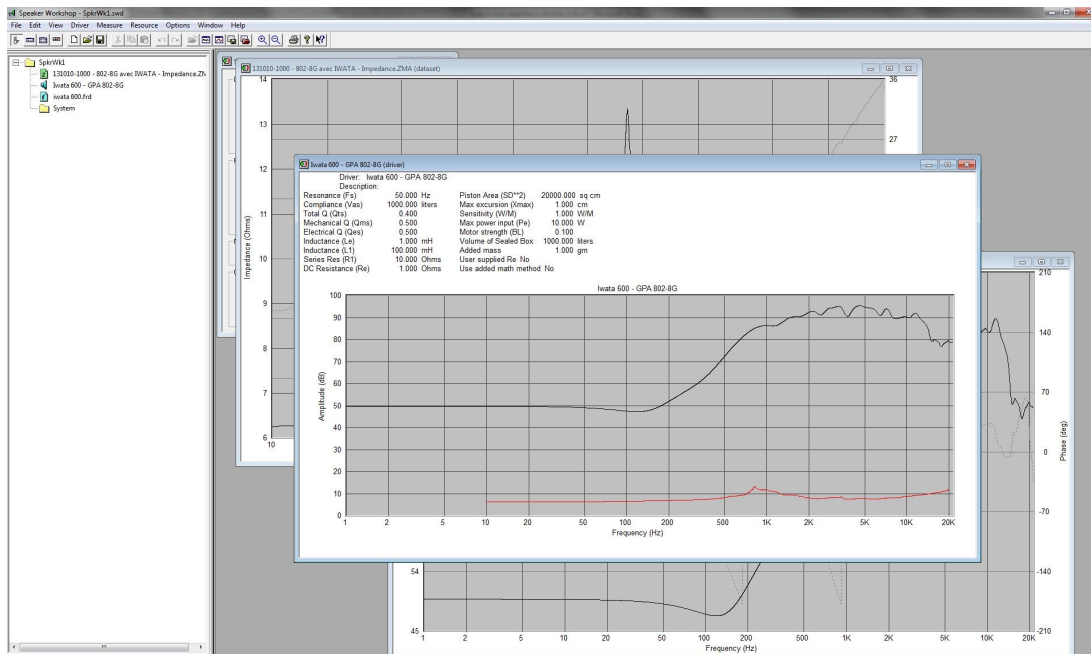 Speaker Workshop - SpkrWk1.swd
File Edit View Driver Measure Resource Options Window Help
SpkrWk1
131010-1000 - 802-8G avec IWATA - Impedance.ZM
Iwata 600 - GPA 802-8G
iwata 600.frd
System
131010-1000 - 802-8G avec IWATA - Impedance.ZMA (dataset)
14
13
12
11
10
9
8
7
6
Impedance (Ohms)
10
36
27
Iwata 600 - GPA 802-8G (driver)
Driver: Iwata 600 - GPA 802-8G
Description:
Resonance (Fs) 50.000 Hz Piston Area (SD**2) 20000.000 sq cm
Compliance (Vas) 1000.000 liters Max excursion (Xmax) 1.000 cm
Total Q (Qts) 0.400 Sensitivity (W/M) 1.000 W/M
Mechanical Q (Qms) 0.500 Max power input (Pe) 10.000 W
Electrical Q (Qes) 0.500 Motor strength (BL) 0.100
Inductance (Le) 1.000 mH Volume of Sealed Box 1000.000 liters
Inductance (L1) 100.000 mH Added mass 1.000 gm
Series Res (R1) 10.000 Ohms User supplied Re No
DC Resistance (Re) 1.000 Ohms Use added math method No
Iwata 600 - GPA 802-8G
100
90
80
70
60
50
40
30
20
10
0
Amplitude (dB)
1 2 5 10 20 50 100 200 500 1K 2K 5K 10K 20K
Frequency (Hz)
210
140
70
0
-70
-140
-210
Phase (deg)
54
45
1 2 5 10 20 50 100 200 500 1K 2K 5K 10K 20K
Frequency (Hz)